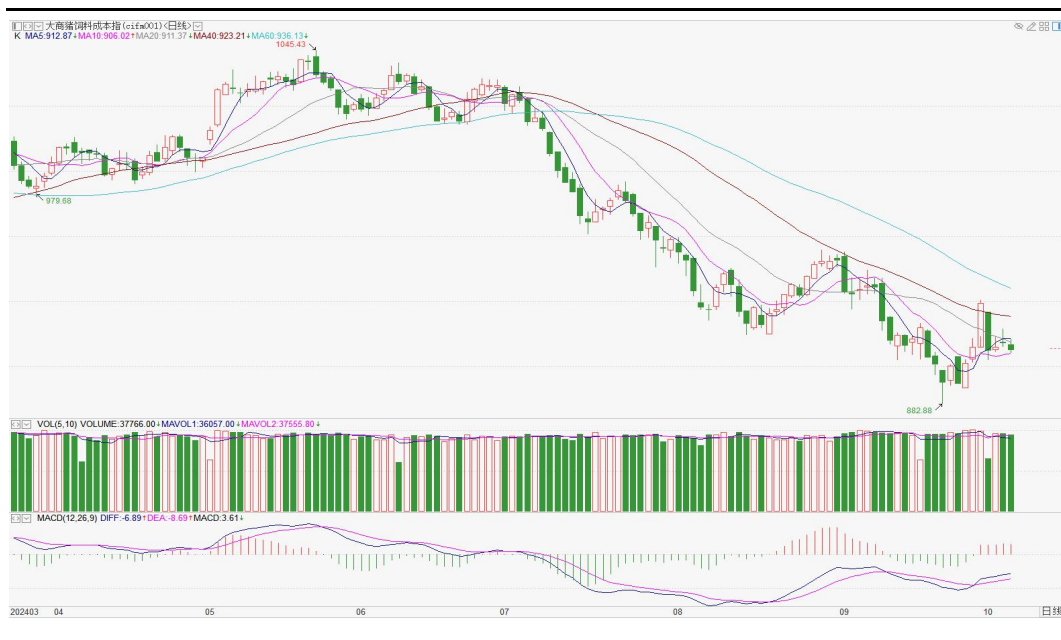 大商猪饲料成本指(cifm001)<日线>
K MA5:912.87↓MA10:906.02↑MA20:911.37↓MA40:923.21↓MA60:936.13↓
1045.43
979.68
882.88
VOL(5,10) VOLUME:37766.00↓MAVOL1:36057.00↓MAVOL2:37555.80↓
MACD(12,26,9) DIFF:-6.89↑DEA:-8.69↑MACD:3.61↓
202403 04 05 06 07 08 09 10 日线